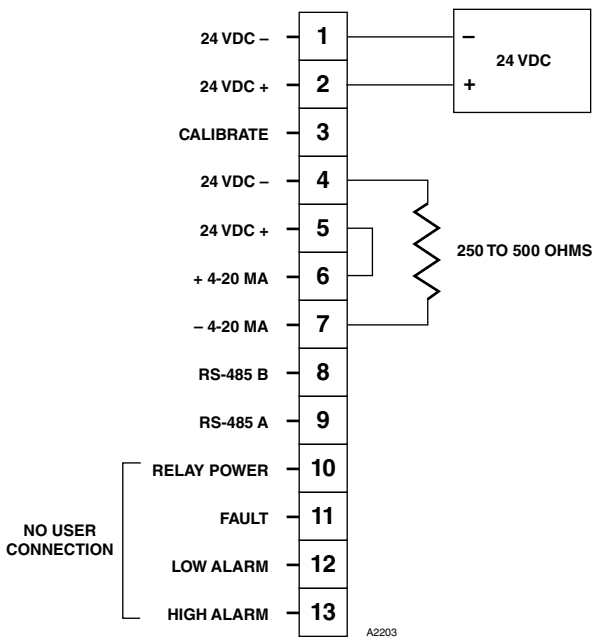 24 VDC – 1 –
24 VDC
24 VDC + 2 +
CALIBRATE 3
24 VDC – 4
24 VDC + 5
250 TO 500 OHMS
+ 4-20 MA 6
– 4-20 MA 7
RS-485 B 8
RS-485 A 9
RELAY POWER 10
FAULT 11
NO USER
CONNECTION
LOW ALARM 12
HIGH ALARM 13
A2203